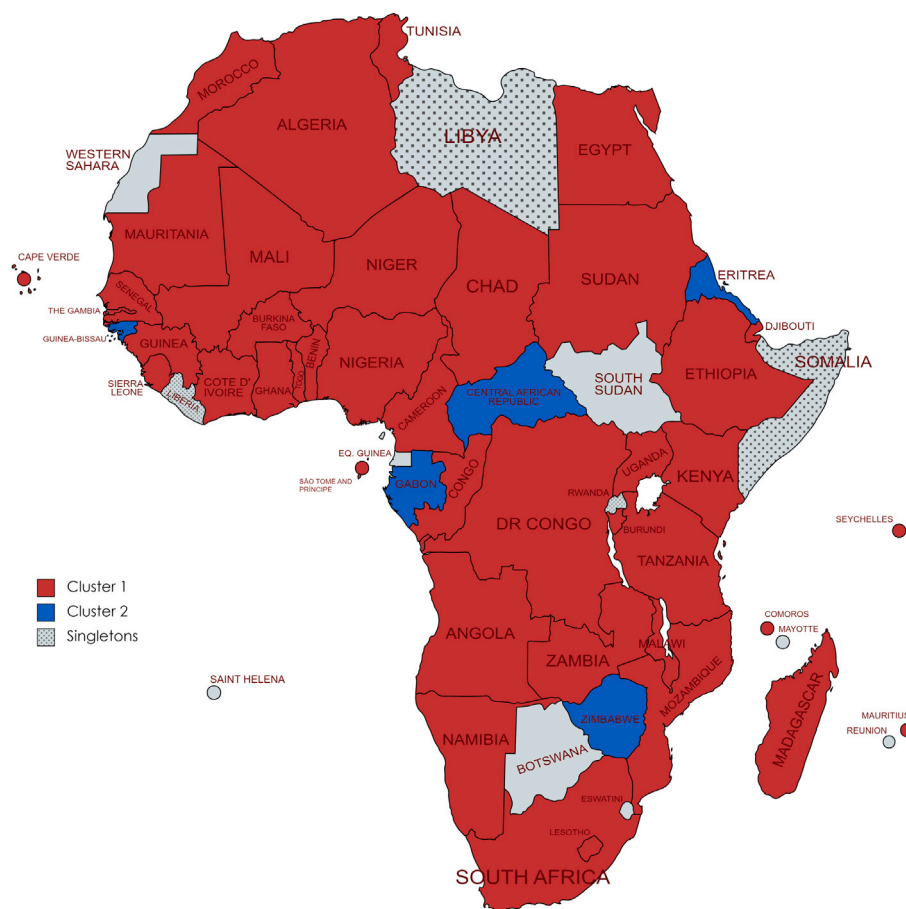 TUNISIA
MOROCCO
ALGERIA
LIBYA
EGYPT
WESTERN
SAHARA
MAURITANIA
MALI
NIGER
CHAD
SUDAN
ERITREA
CAPE VERDE
SENEGAL
THE GAMBIA
GUINEA-BISSAU
GUINEA
BURKINA
FASO
SIERRA
LEONE
LIBERIA
COTE D'
IVOIRE
GHANA
TOGO
BENIN
NIGERIA
CAMEROON
CENTRAL AFRICAN
REPUBLIC
SOUTH
SUDAN
ETHIOPIA
DJIBOUTI
SOMALIA
EQ. GUINEA
SÃO TOMÉ AND
PRÍNCIPE
GABON
CONGO
DR CONGO
UGANDA
KENYA
RWANDA
BURUNDI
TANZANIA
SEYCHELLES
Cluster 1
Cluster 2
Singletons
ANGOLA
ZAMBIA
MALAWI
MOZAMBIQUE
COMOROS
MAYOTTE
SAINT HELENA
NAMIBIA
BOTSWANA
ZIMBABWE
MADAGASCAR
MAURITIUS
REUNION
ESWATINI
LESOTHO
SOUTH AFRICA